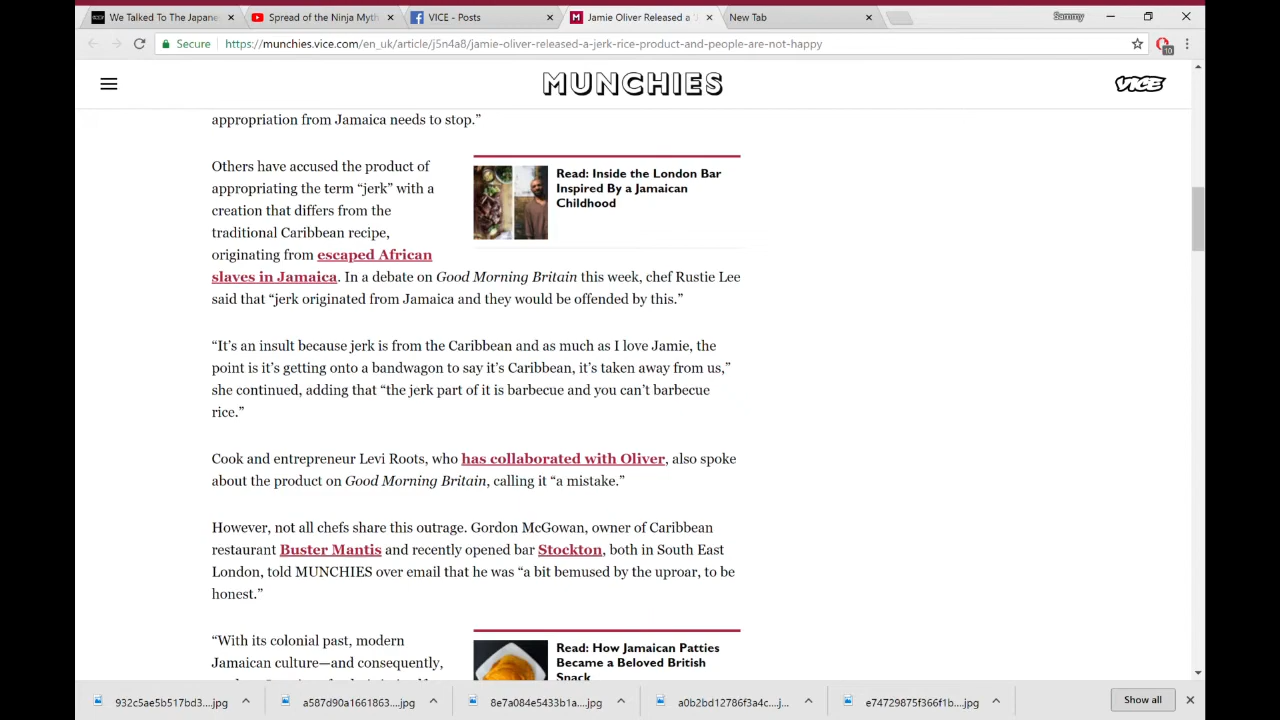 We Talked To The Japane
Spread of the Ninja Myth
VICE - Posts
Jamie Oliver Released a '
New Tab
Sammy
Secure
https://munchies.vice.com/en_uk/article/j5n4a8/jamie-oliver-released-a-jerk-rice-product-and-people-are-not-happy
10
MUNCHIES
VICE
appropriation from Jamaica needs to stop.”
Others have accused the product of
appropriating the term “jerk” with a
creation that differs from the
traditional Caribbean recipe,
originating from escaped African
slaves in Jamaica. In a debate on Good Morning Britain this week, chef Rustie Lee
said that “jerk originated from Jamaica and they would be offended by this.”
Read: Inside the London Bar
Inspired By a Jamaican
Childhood
“It’s an insult because jerk is from the Caribbean and as much as I love Jamie, the
point is it’s getting onto a bandwagon to say it’s Caribbean, it’s taken away from us,”
she continued, adding that “the jerk part of it is barbecue and you can’t barbecue
rice.”
Cook and entrepreneur Levi Roots, who has collaborated with Oliver, also spoke
about the product on Good Morning Britain, calling it “a mistake.”
However, not all chefs share this outrage. Gordon McGowan, owner of Caribbean
restaurant Buster Mantis and recently opened bar Stockton, both in South East
London, told MUNCHIES over email that he was “a bit bemused by the uproar, to be
honest.”
“With its colonial past, modern
Jamaican culture—and consequently,
Read: How Jamaican Patties
Became a Beloved British
Snack
932c5ae5b517bd3....jpg
a587d90a1661863....jpg
8e7a084e5433b1a....jpg
a0b2bd12786f3a4c...j...
e74729875f366f1b....jpg
Show all